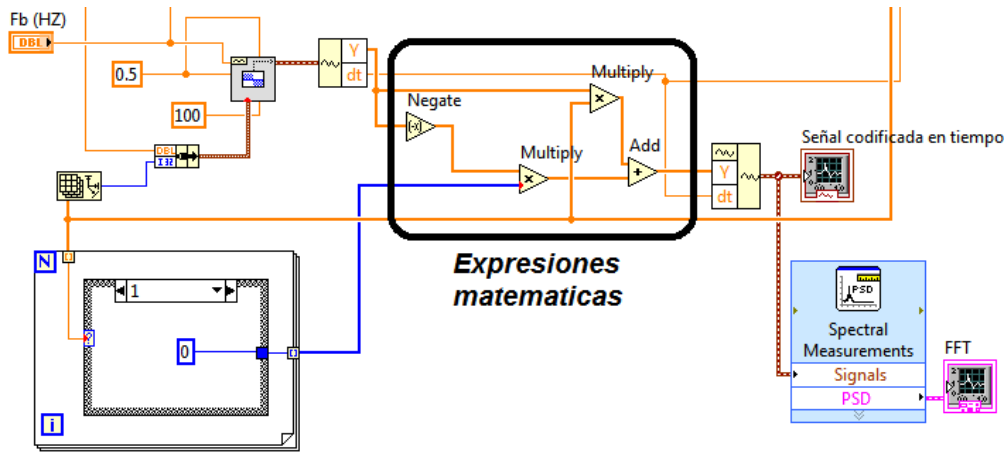 Fb (HZ)
DBL
0.5
100
Y
dt
Multiply
Negate
(-x)
Multiply
Add
x
x
+
Señal codificada en tiempo
Y
dt
DBL
I32
N
1
?
0
i
Expresiones
matematicas
PSD
Spectral
Measurements
Signals
PSD
FFT